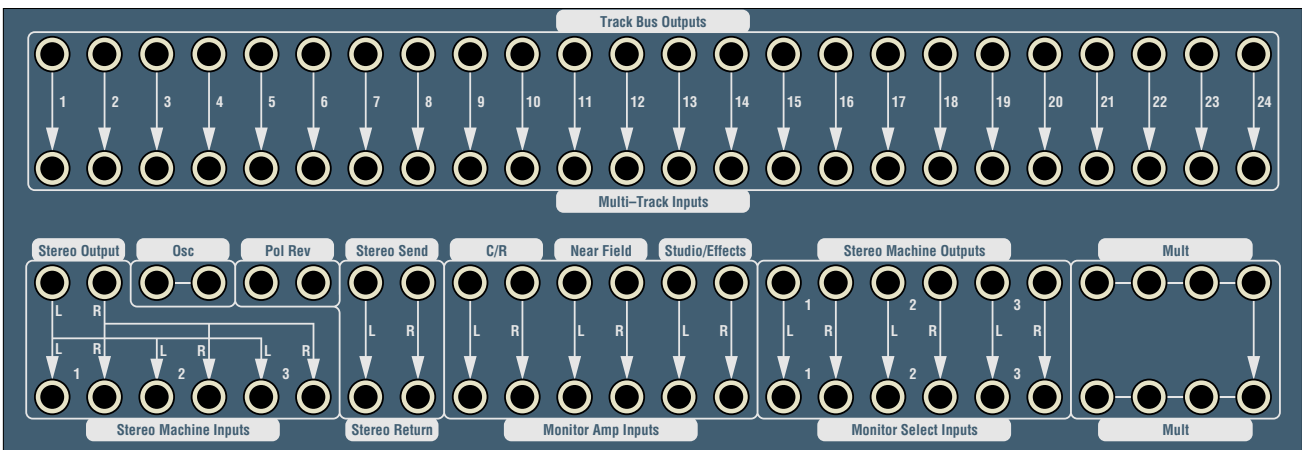 Track Bus Outputs
1 2 3 4 5 6 7 8 9 10 11 12 13 14 15 16 17 18 19 20 21 22 23 24
Multi–Track Inputs
Stereo Output Osc Pol Rev Stereo Send C/R Near Field Studio/Effects Stereo Machine Outputs Mult
1 2 3
L R
L R L R L R L R L R L R L R L R
L R L R L R
1 2 3 1 2 3
Stereo Machine Inputs Stereo Return Monitor Amp Inputs Monitor Select Inputs Mult